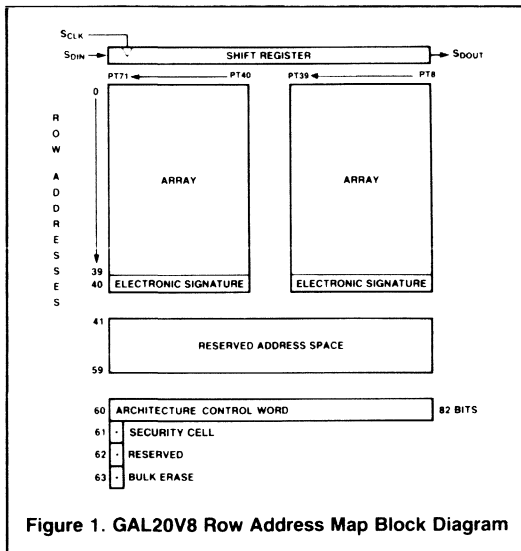 SCLK
SDIN SHIFT REGISTER SDOUT
PT71 PT40 PT39 PT8
0
ROW ADDRESSES
ARRAY ARRAY
39
40 ELECTRONIC SIGNATURE ELECTRONIC SIGNATURE
41
RESERVED ADDRESS SPACE
59
60 ARCHITECTURE CONTROL WORD 82 BITS
61 SECURITY CELL
62 RESERVED
63 BULK ERASE
Figure 1. GAL20V8 Row Address Map Block Diagram